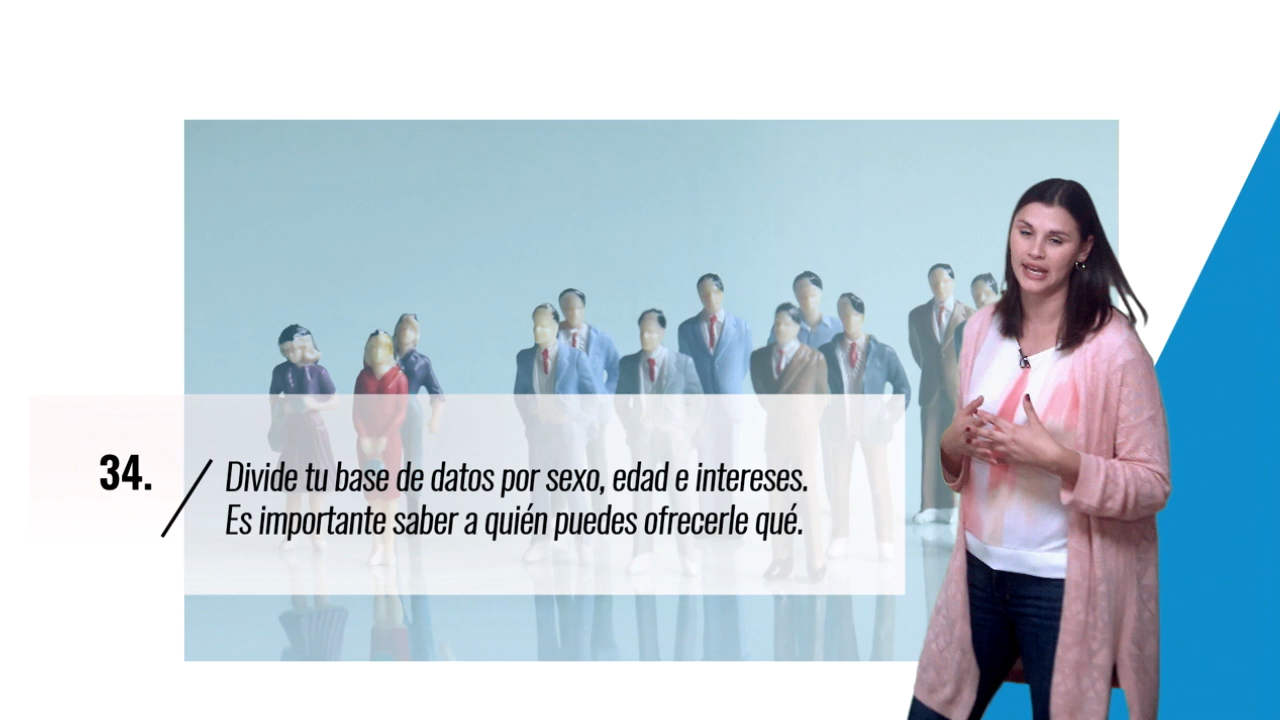 34.
Divide tu base de datos por sexo, edad e intereses.
Es importante saber a quién puedes ofrecerle qué.